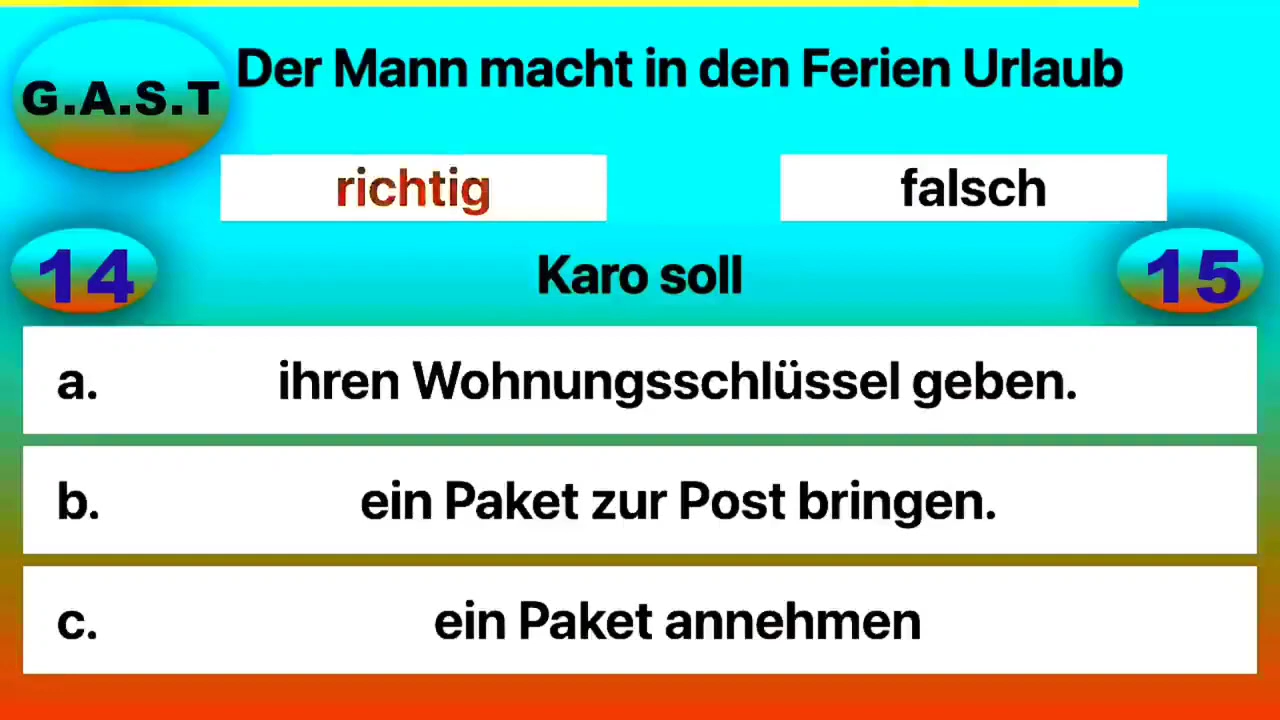 G.A.S.T
Der Mann macht in den Ferien Urlaub
richtig falsch
14 Karo soll 15
a. ihren Wohnungsschlüssel geben.
b. ein Paket zur Post bringen.
c. ein Paket annehmen